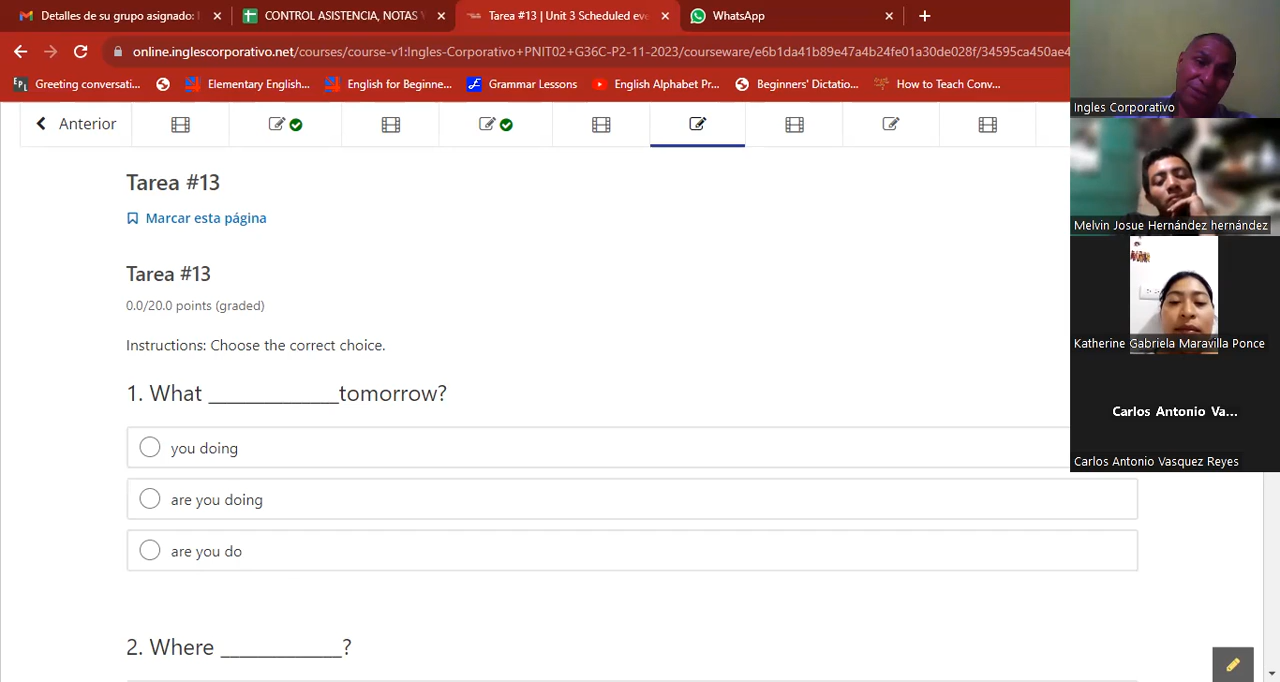 Detalles de su grupo asignado:
CONTROL ASISTENCIA, NOTAS Y
Tarea #13 | Unit 3 Scheduled eve
WhatsApp
online.inglescorporativo.net/courses/course-v1:Ingles-Corporativo+PNIT02+G36C-P2-11-2023/courseware/e6b1da41b89e47a4b24fe01a30de028f/34595ca450ae4
Greeting conversati...
Elementary English...
English for Beginne...
Grammar Lessons
English Alphabet Pr...
Beginners' Dictatio...
How to Teach Conv...
Anterior
Tarea #13
Marcar esta página
Tarea #13
0.0/20.0 points (graded)
Instructions: Choose the correct choice.
1. What ____________tomorrow?
you doing
are you doing
are you do
2. Where ___________?
Ingles Corporativo
Melvin Josue Hernández hernández
Katherine Gabriela Maravilla Ponce
Carlos Antonio Va...
Carlos Antonio Vasquez Reyes